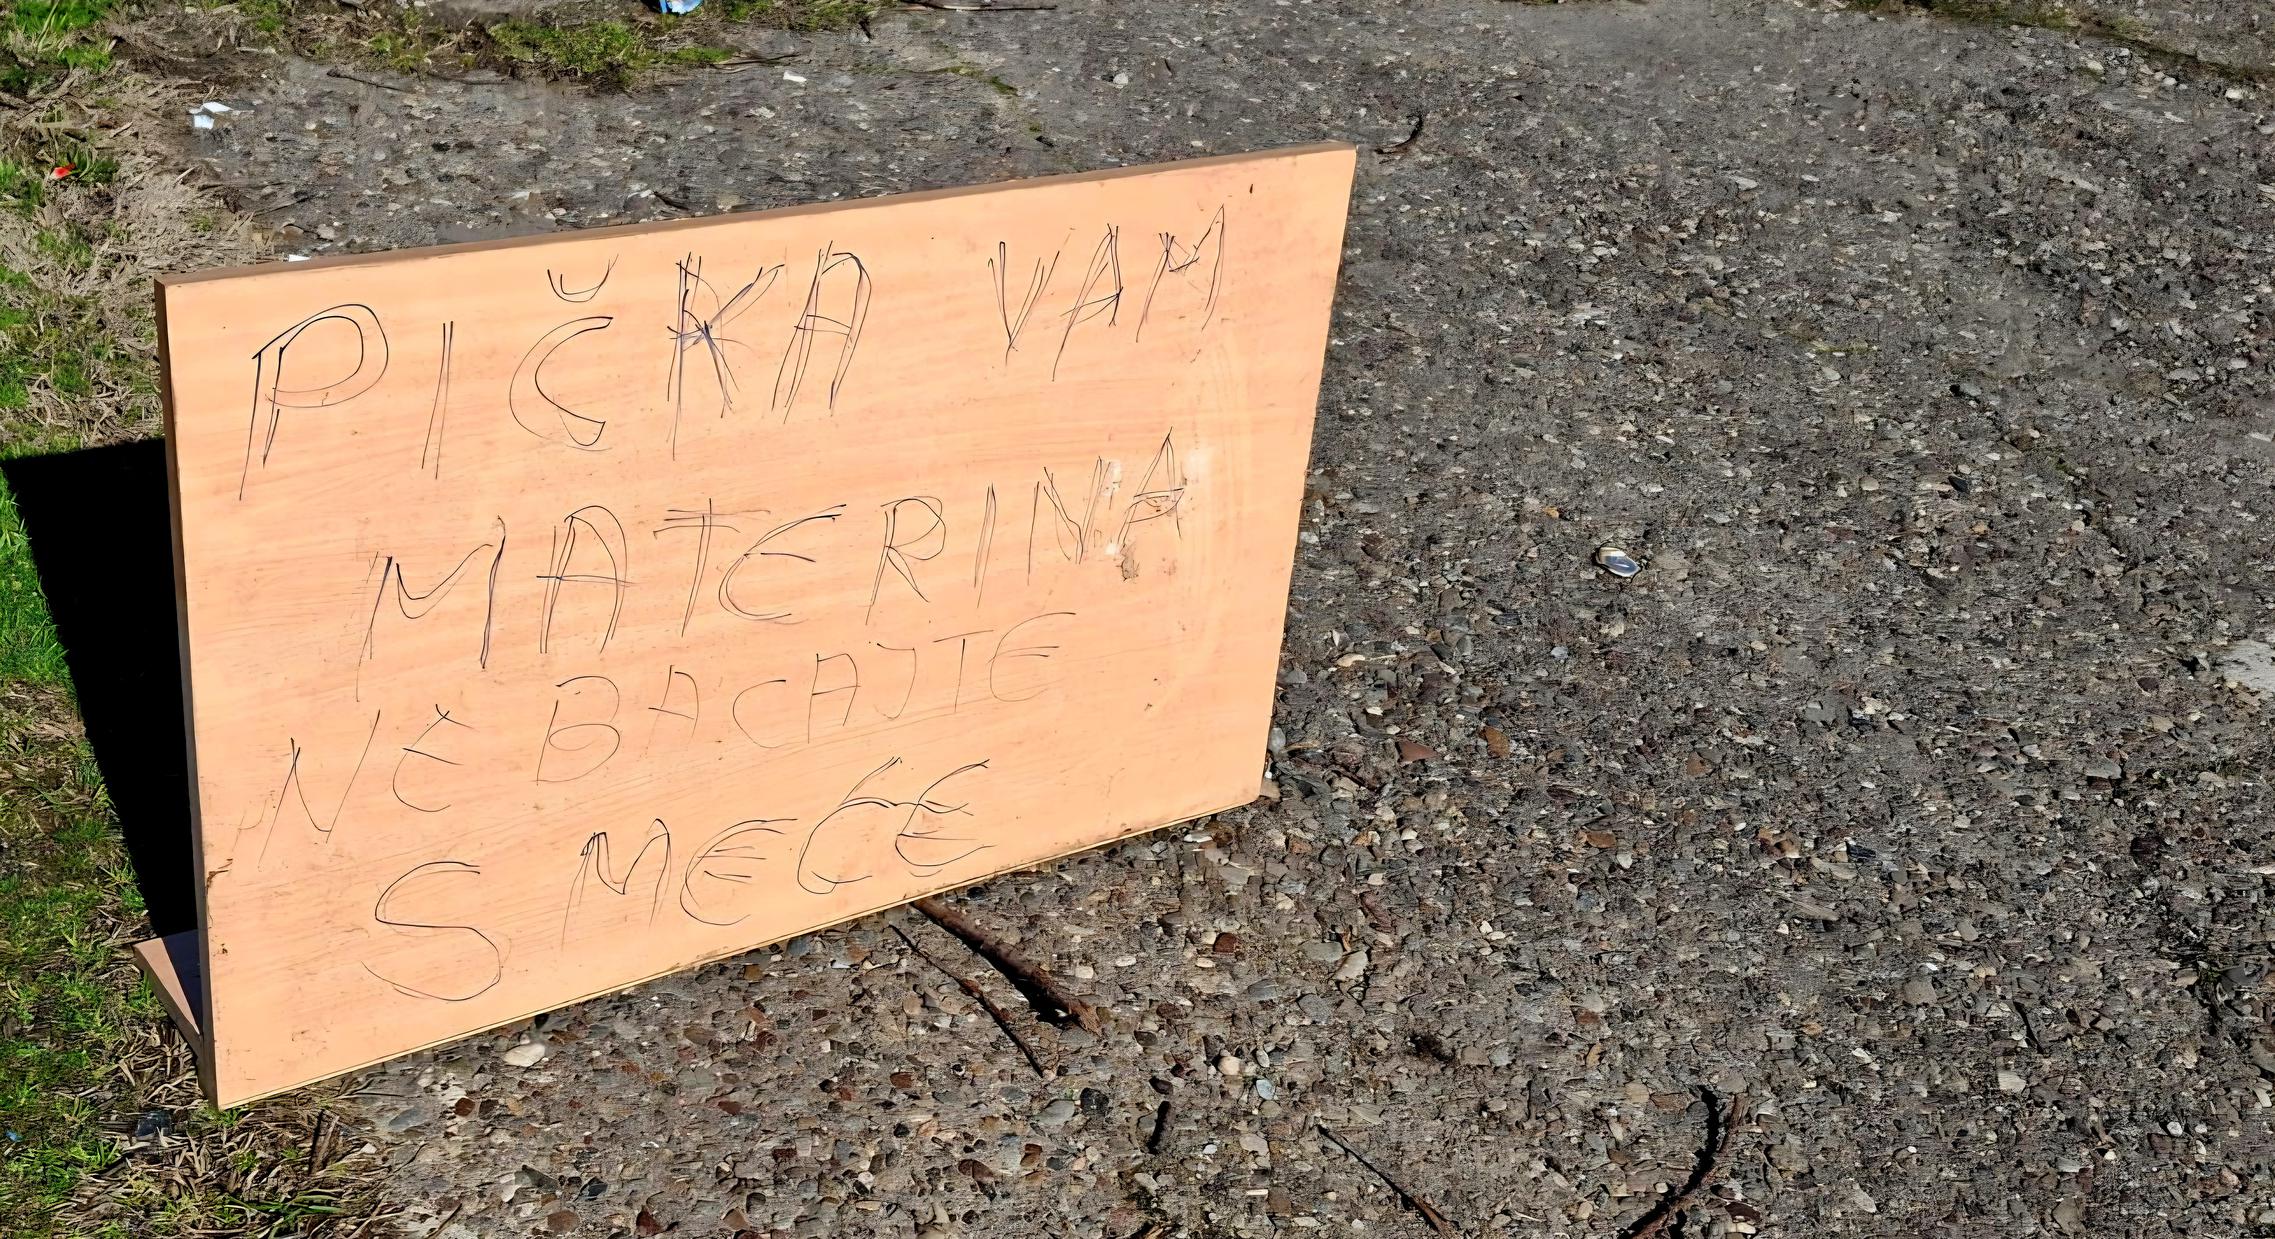 PIČKA VAM
MATERINA
NE BACAJTE
SMEĆE